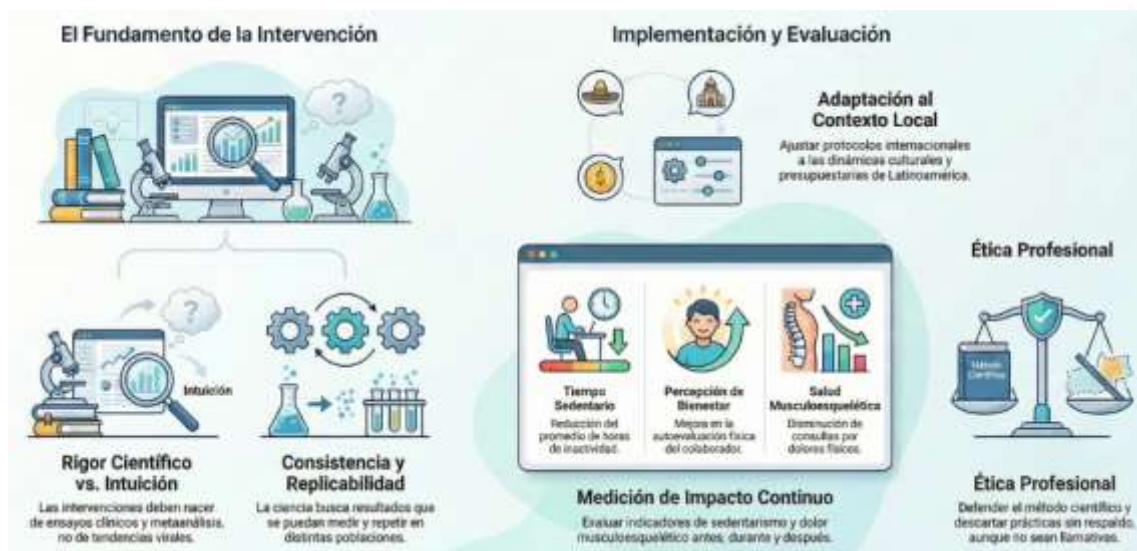 El Fundamento de la Intervención
Intuición
Rigor Científico
vs. Intuición
Las intervenciones deben nacer
de ensayos clínicos y metaanálisis,
no de tendencias virales.
Consistencia y
Replicabilidad
La ciencia busca resultados que
se puedan medir y repetir en
distintas poblaciones.
Implementación y Evaluación
Adaptación al
Contexto Local
Ajustar protocolos internacionales
a las dinámicas culturales y
presupuestarias de Latinoamérica.
Tiempo
Sedentario
Reducción del
promedio de horas
de inactividad.
Percepción de
Bienestar
Mejora en la
autoevaluación física
del colaborador.
Salud
Musculoesquelética
Disminución de
consultas por
dolores físicos.
Medición de Impacto Continuo
Evaluar indicadores de sedentarismo y dolor
musculoesquelético antes, durante y después.
Ética Profesional
Método
Científico
Ética Profesional
Defender el método científico y
descartar prácticas sin respaldo,
aunque no sean llamativas.